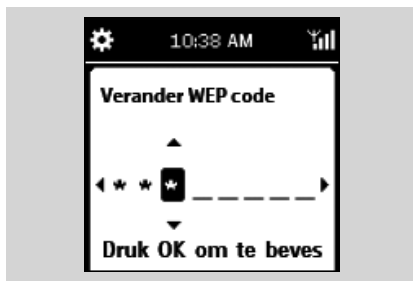 10:38 AM
Verander WEP code
* * * _ _ _ _ _
Druk OK om te beves